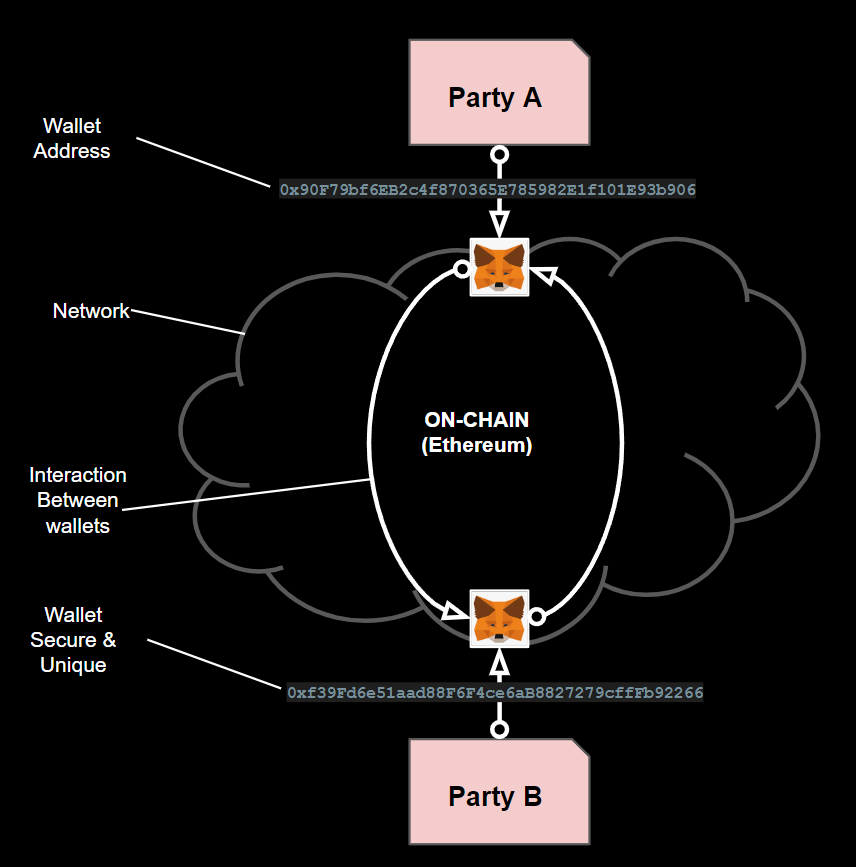 Party A
Wallet
Address
0x90F79bf6EB2c4f870365E785982E1f101E93b906
Network
ON-CHAIN
(Ethereum)
Interaction
Between
wallets
Wallet
Secure &
Unique
0xf39Fd6e51aad88F6F4ce6aB8827279cffFb92266
Party B